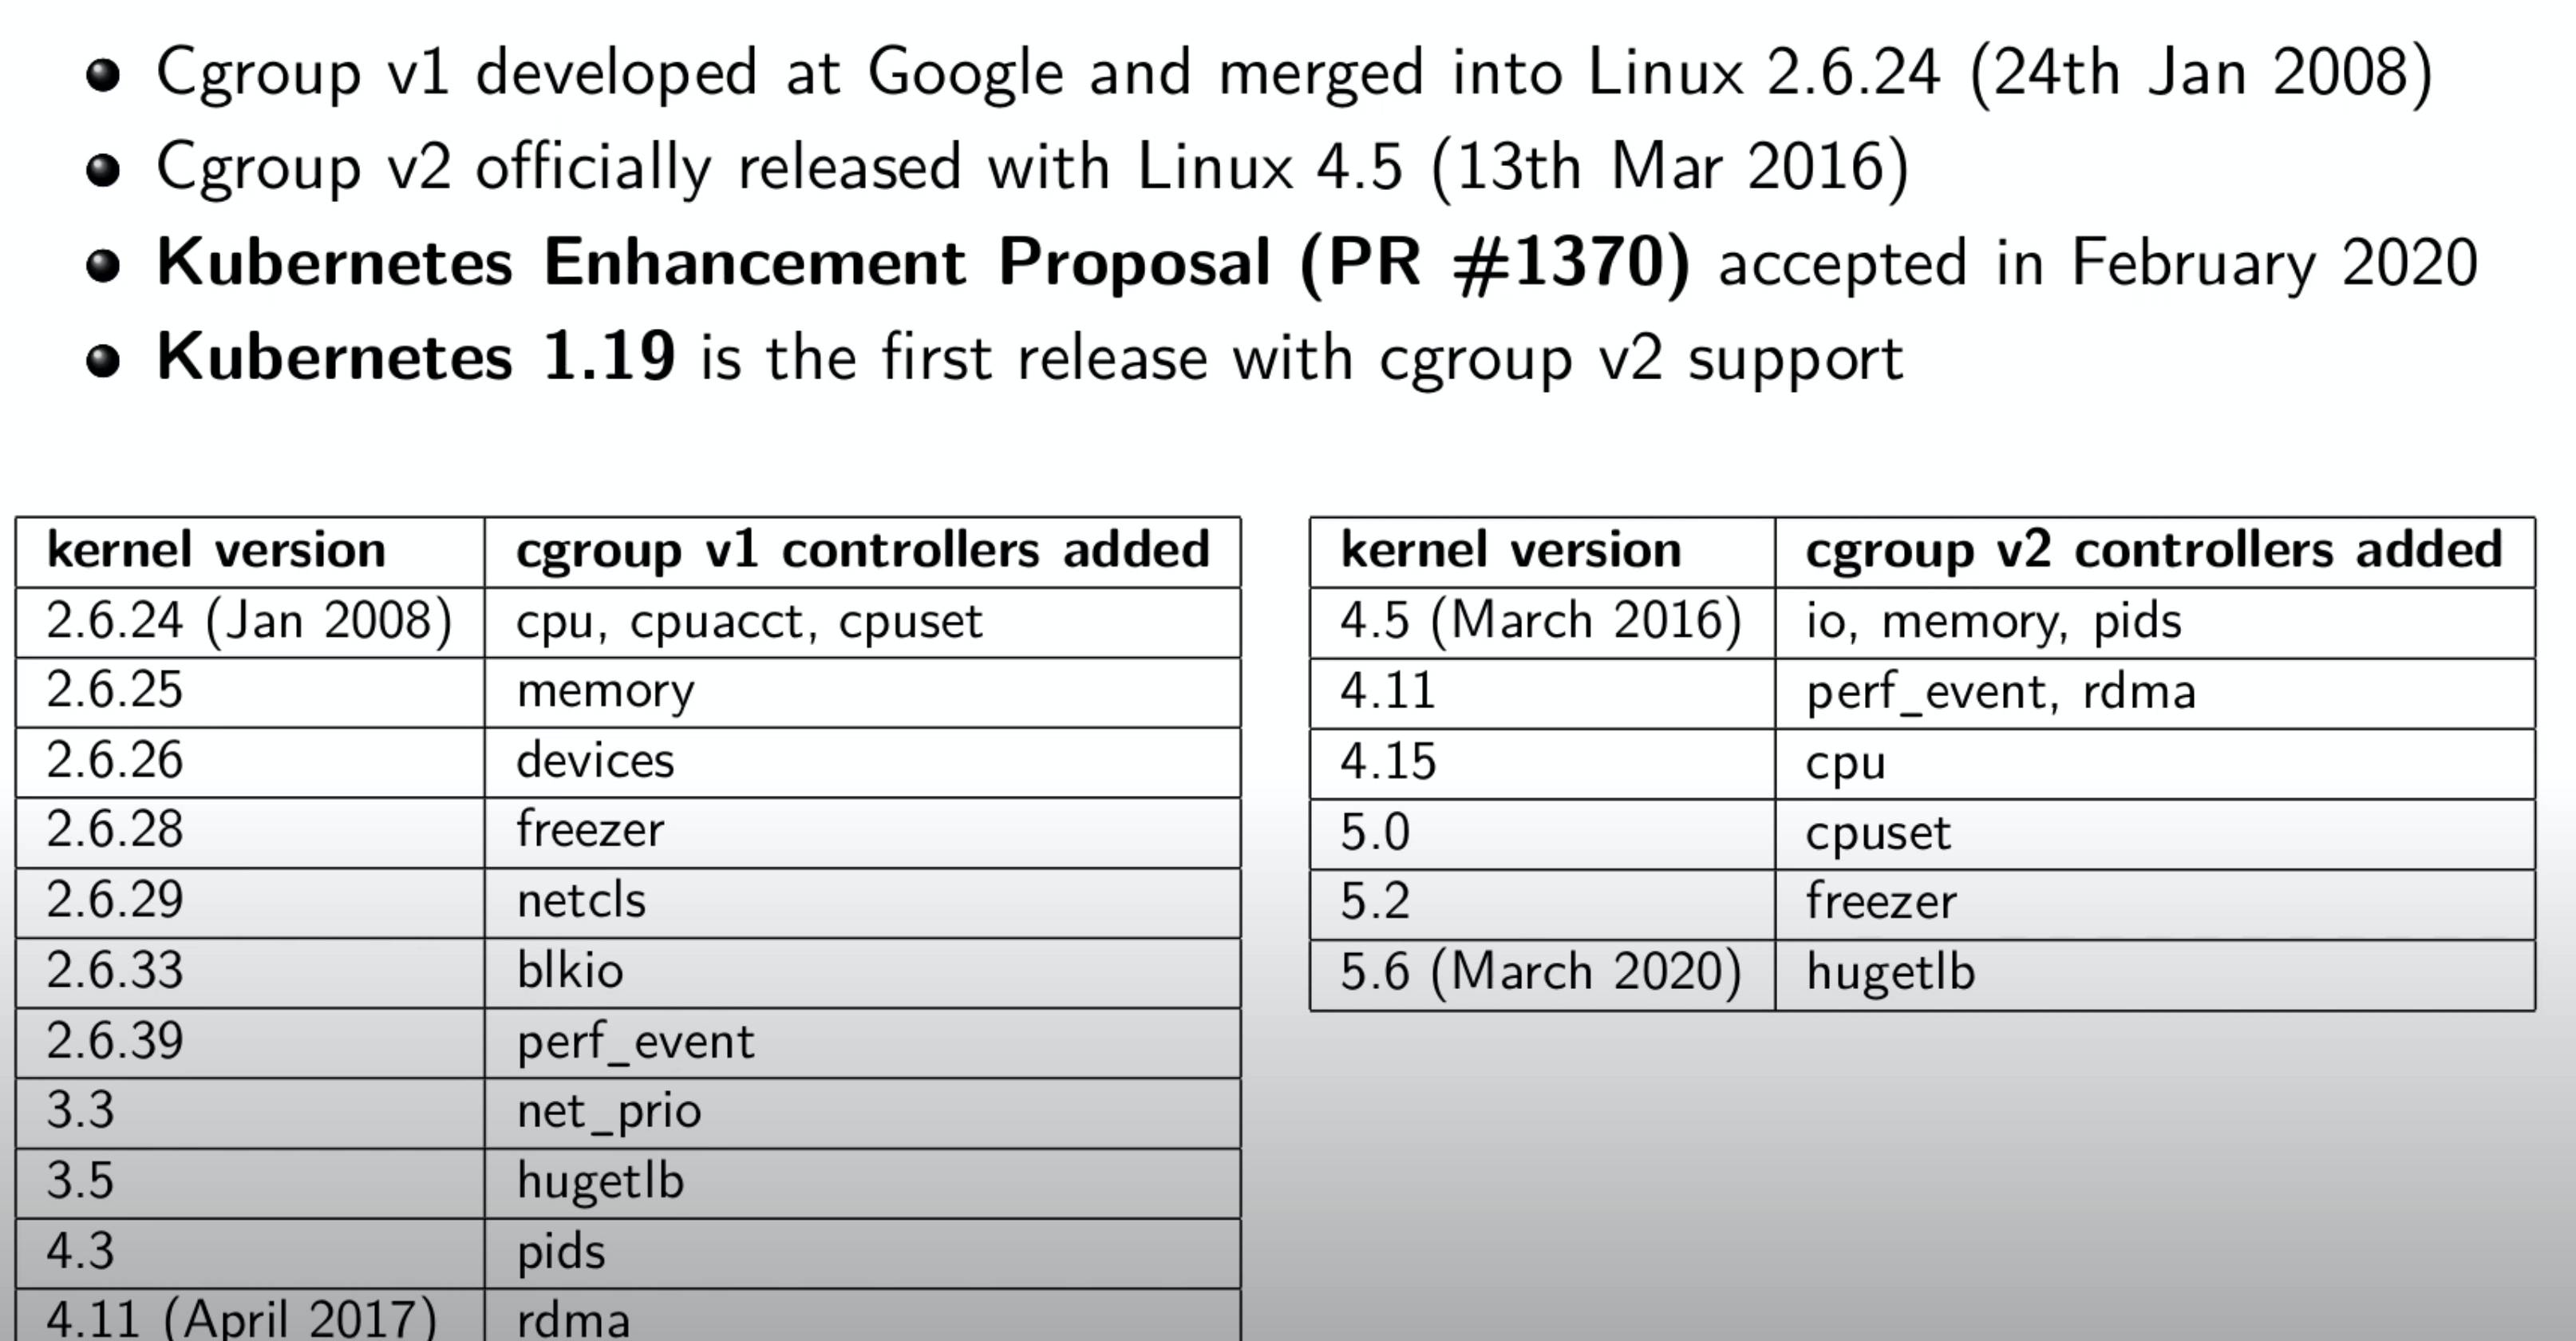 Cgroup v1 developed at Google and merged into Linux 2.6.24 (24th Jan 2008)
Cgroup v2 officially released with Linux 4.5 (13th Mar 2016)
Kubernetes Enhancement Proposal (PR #1370) accepted in February 2020
Kubernetes 1.19 is the first release with cgroup v2 support
kernel version cgroup v1 controllers added
2.6.24 (Jan 2008) cpu, cpuacct, cpuset
2.6.25 memory
2.6.26 devices
2.6.28 freezer
2.6.29 netcls
2.6.33 blkio
2.6.39 perf_event
3.3 net_prio
3.5 hugetlb
4.3 pids
4.11 (April 2017) rdma
kernel version cgroup v2 controllers added
4.5 (March 2016) io, memory, pids
4.11 perf_event, rdma
4.15 cpu
5.0 cpuset
5.2 freezer
5.6 (March 2020) hugetlb